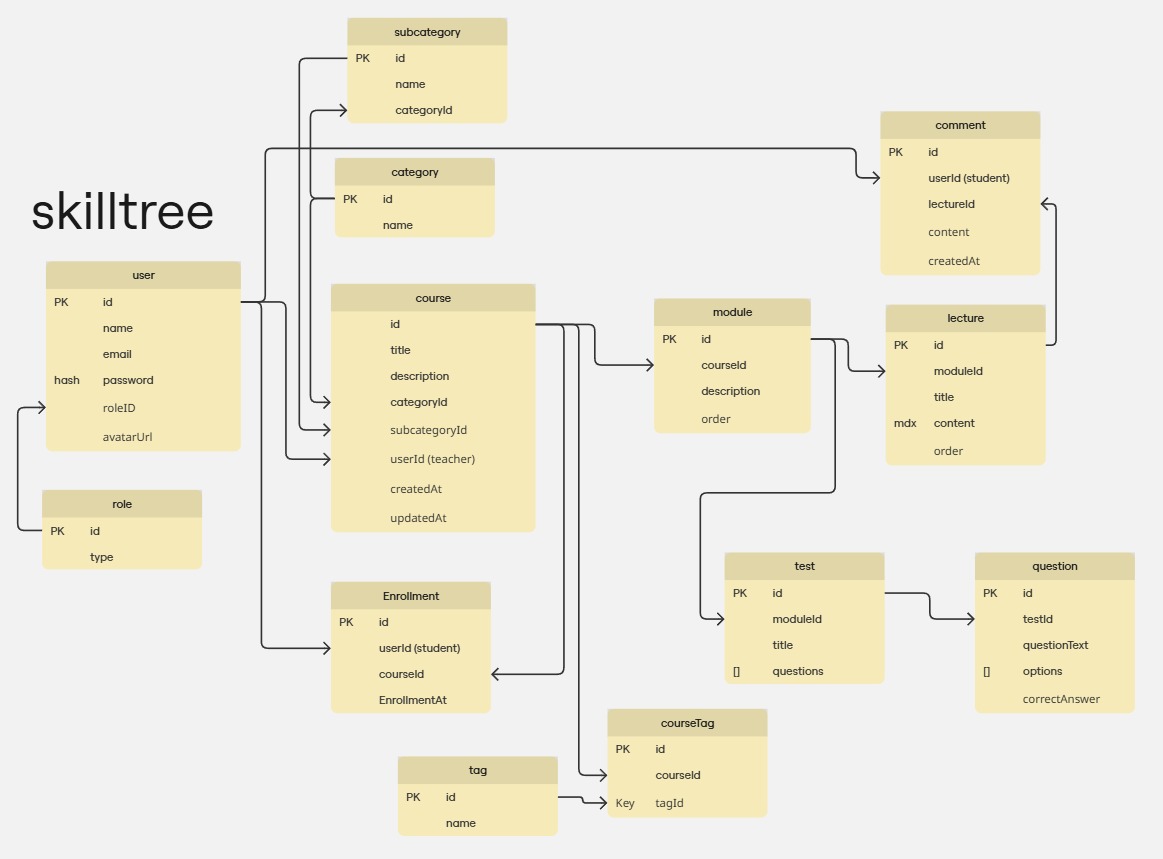 skilltree
subcategory
PK id
name
categoryId
category
PK id
name
user
PK id
name
email
hash password
roleID
avatarUrl
role
PK id
type
course
id
title
description
categoryId
subcategoryId
userId (teacher)
createdAt
updatedAt
Enrollment
PK id
userId (student)
courseId
EnrollmentAt
tag
PK id
name
courseTag
PK id
courseId
Key tagId
module
PK id
courseId
description
order
comment
PK id
userId (student)
lectureId
content
createdAt
lecture
PK id
moduleId
title
mdx content
order
test
PK id
moduleId
title
[] questions
question
PK id
testId
questionText
[] options
correctAnswer